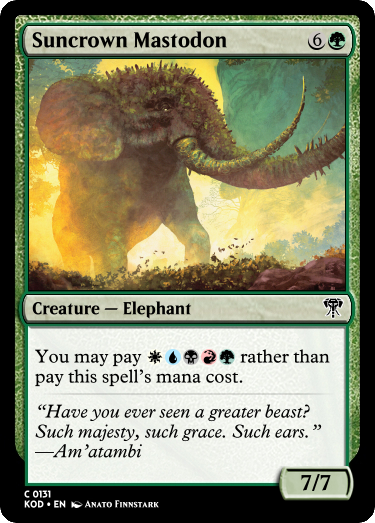 Suncrown Mastodon 6
Creature — Elephant
You may pay rather than
pay this spell's mana cost.
“Have you ever seen a greater beast?
Such majesty, such grace. Such ears.”
—Am'atambi
7/7
C 0131
KOD • EN Anato Finnstark